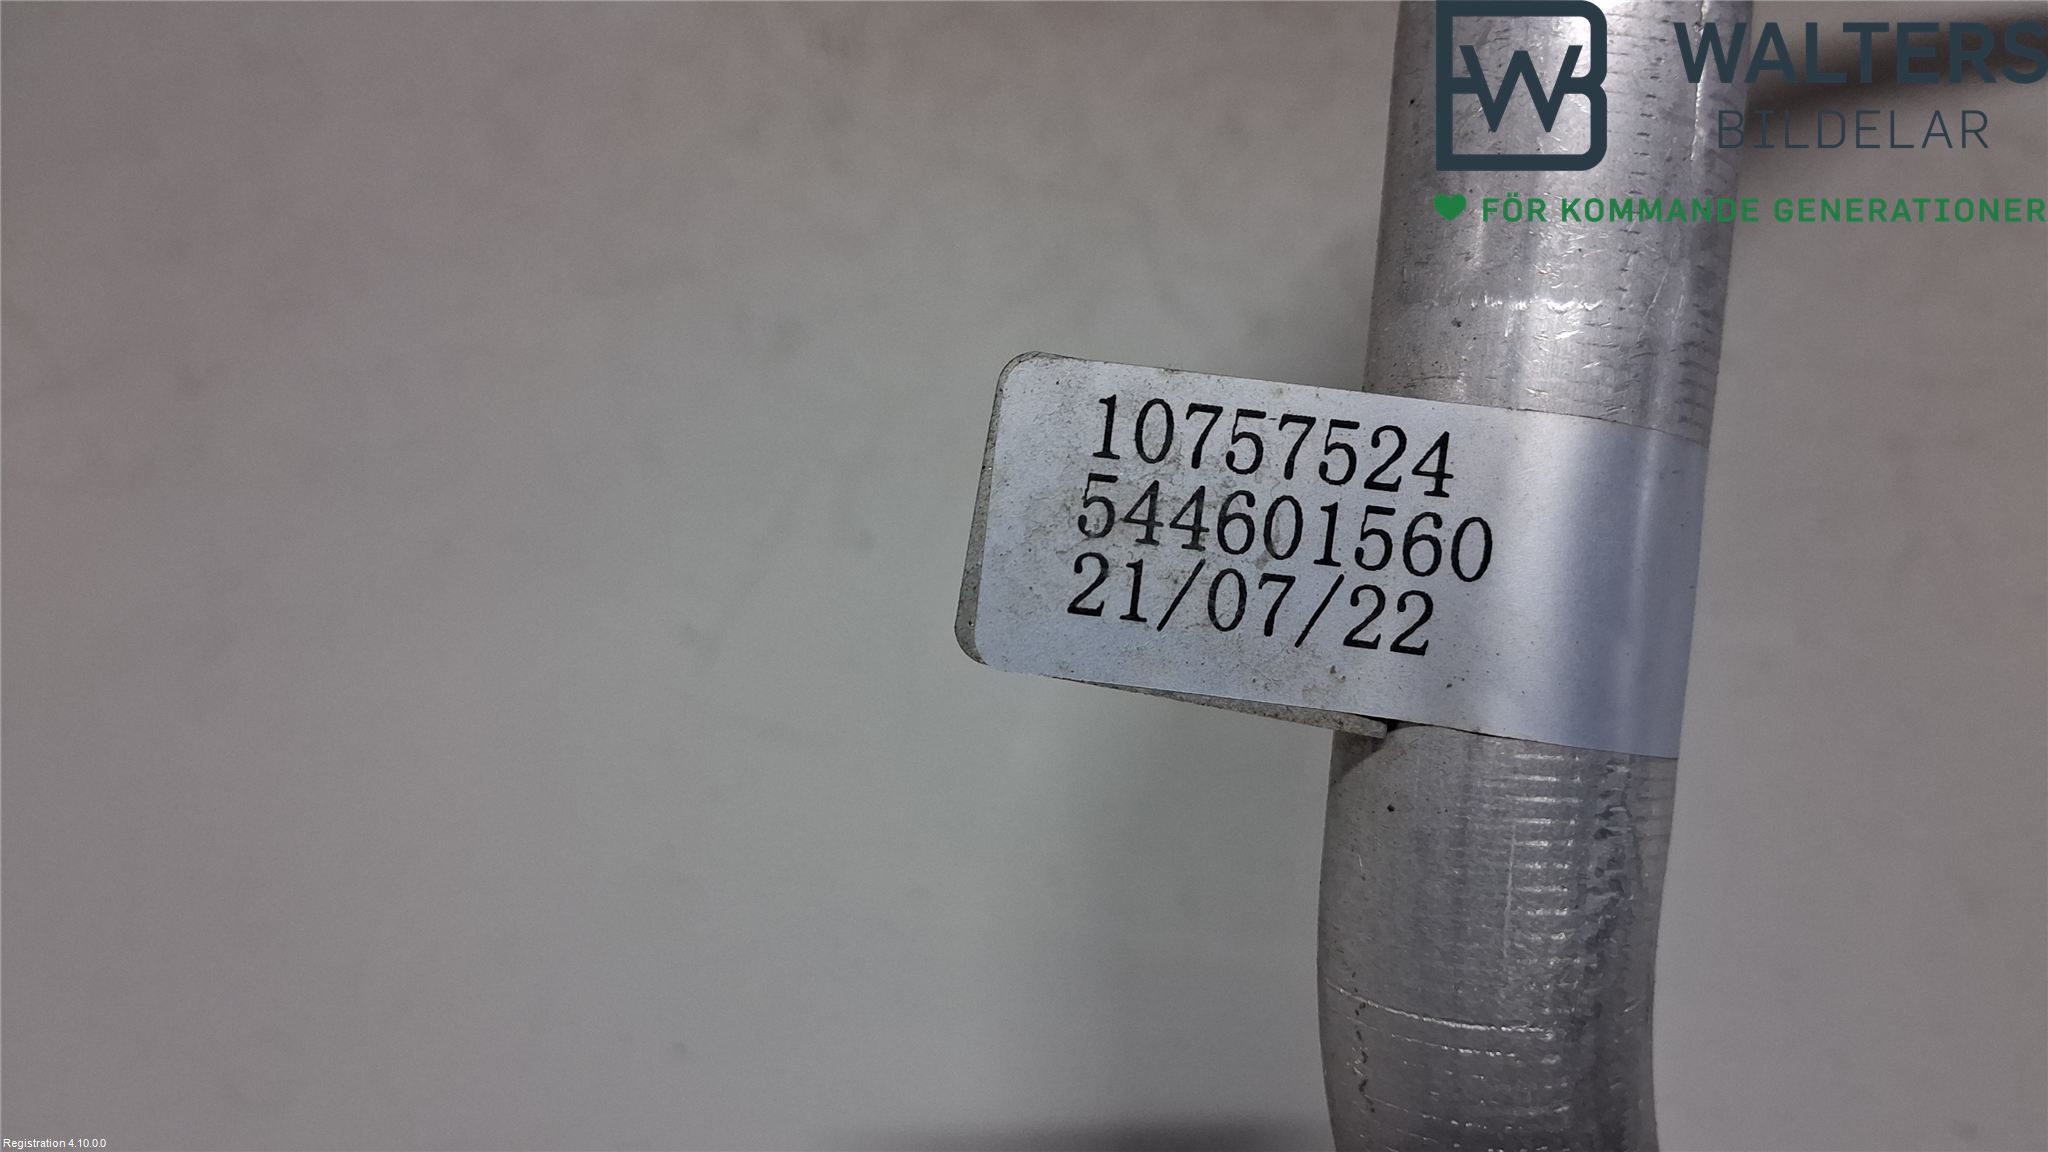 WALTERS
BILDELAR
FÖR KOMMANDE GENERATIONER
10757524
544601560
21/07/22
Registration 4.10.0.0